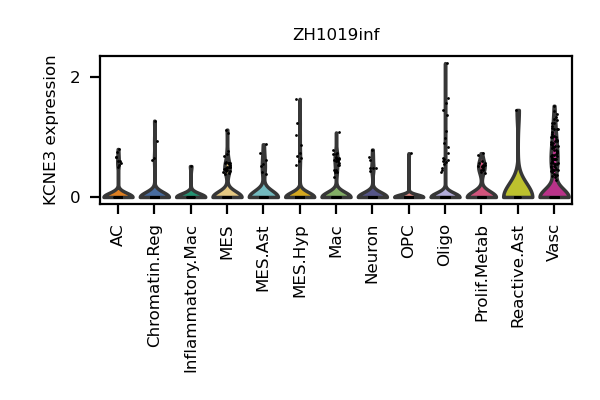 ZH1019inf
KCNE3 expression
2
0
AC
Chromatin.Reg
Inflammatory.Mac
MES
MES.Ast
MES.Hyp
Mac
Neuron
OPC
Oligo
Prolif.Metab
Reactive.Ast
Vasc